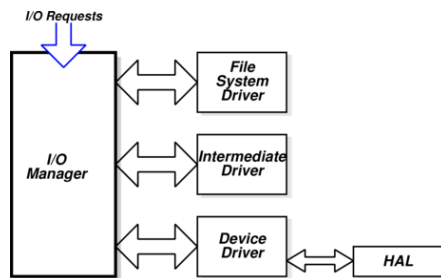 I/O Requests
File
System
Driver
I/O
Manager
Intermediate
Driver
Device
Driver
HAL